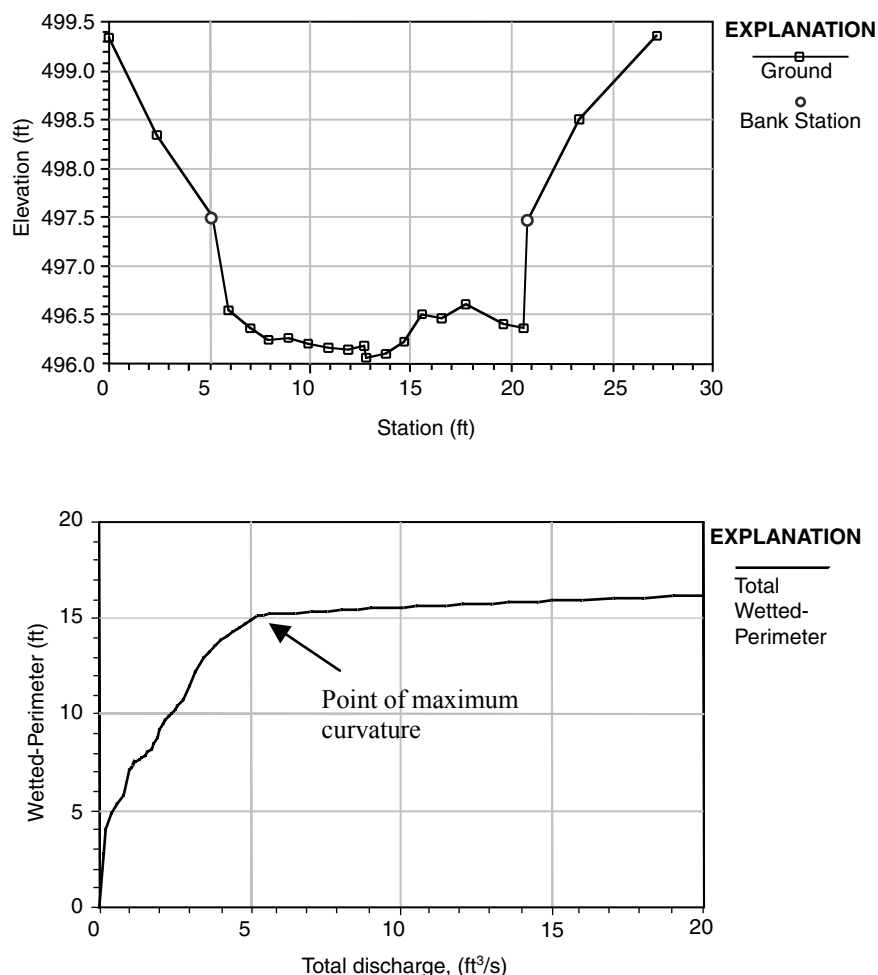 499.5
499.0
498.5
498.0
497.5
497.0
496.5
496.0
Elevation (ft)
0 5 10 15 20 25 30
Station (ft)
EXPLANATION
Ground
Bank Station
20
15
10
5
0
Wetted-Perimeter (ft)
Point of maximum
curvature
0 5 10 15 20
Total discharge, (ft³/s)
EXPLANATION
Total
Wetted-
Perimeter